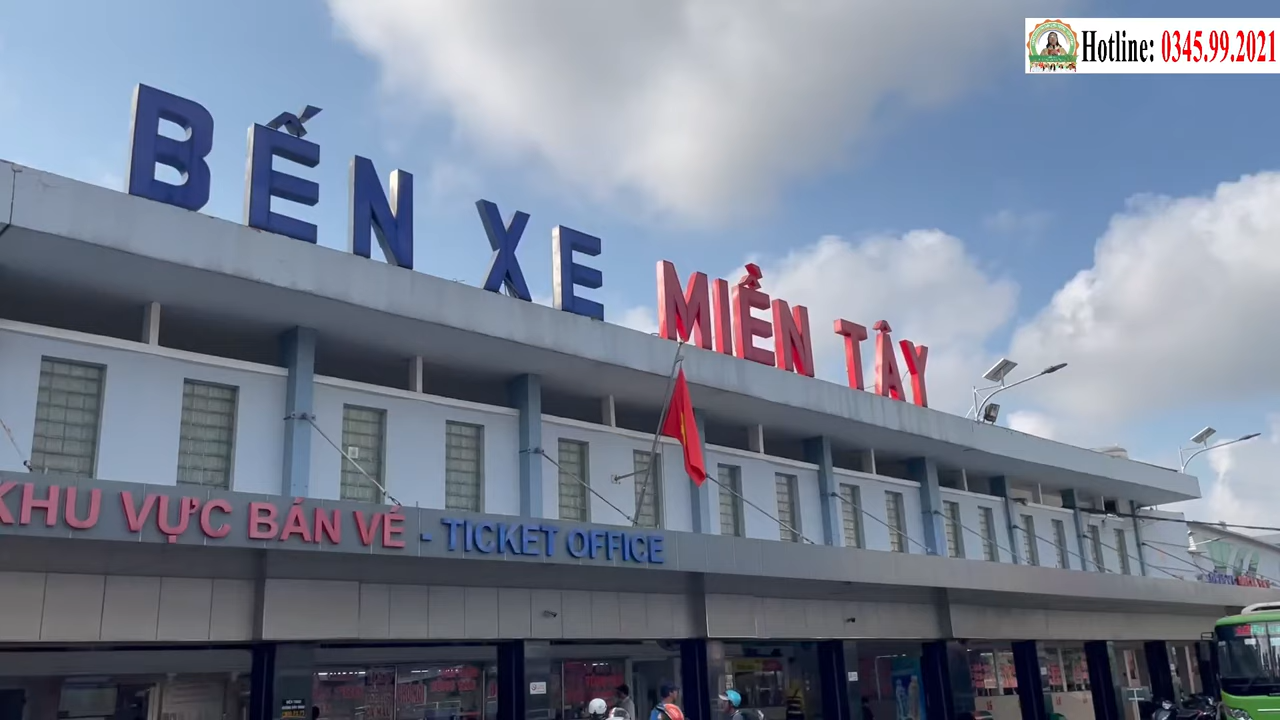 Hotline: 0345.99.2021
BẾN XE MIỀN TÂY
KHU VỰC BÁN VÉ - TICKET OFFICE